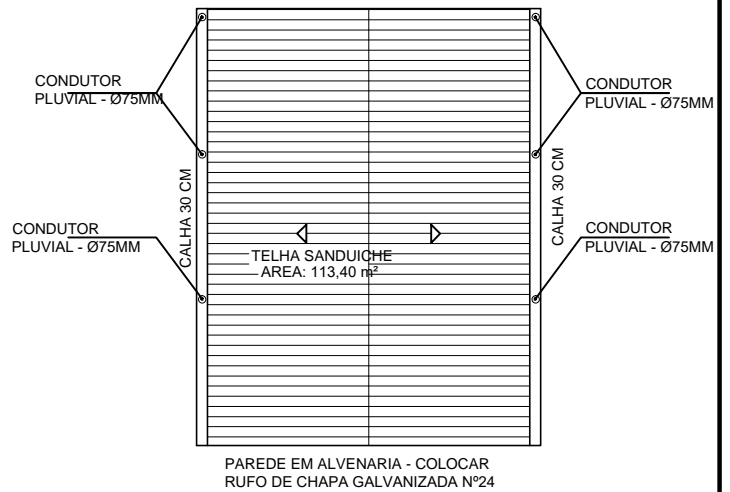 CONDUTOR
PLUVIAL - Ø75MM
CONDUTOR
PLUVIAL - Ø75MM
CALHA 30 CM
CALHA 30 CM
CONDUTOR
PLUVIAL - Ø75MM
CONDUTOR
PLUVIAL - Ø75MM
TELHA SANDUICHE
AREA: 113,40 m²
PAREDE EM ALVENARIA - COLOCAR
RUFO DE CHAPA GALVANIZADA Nº24